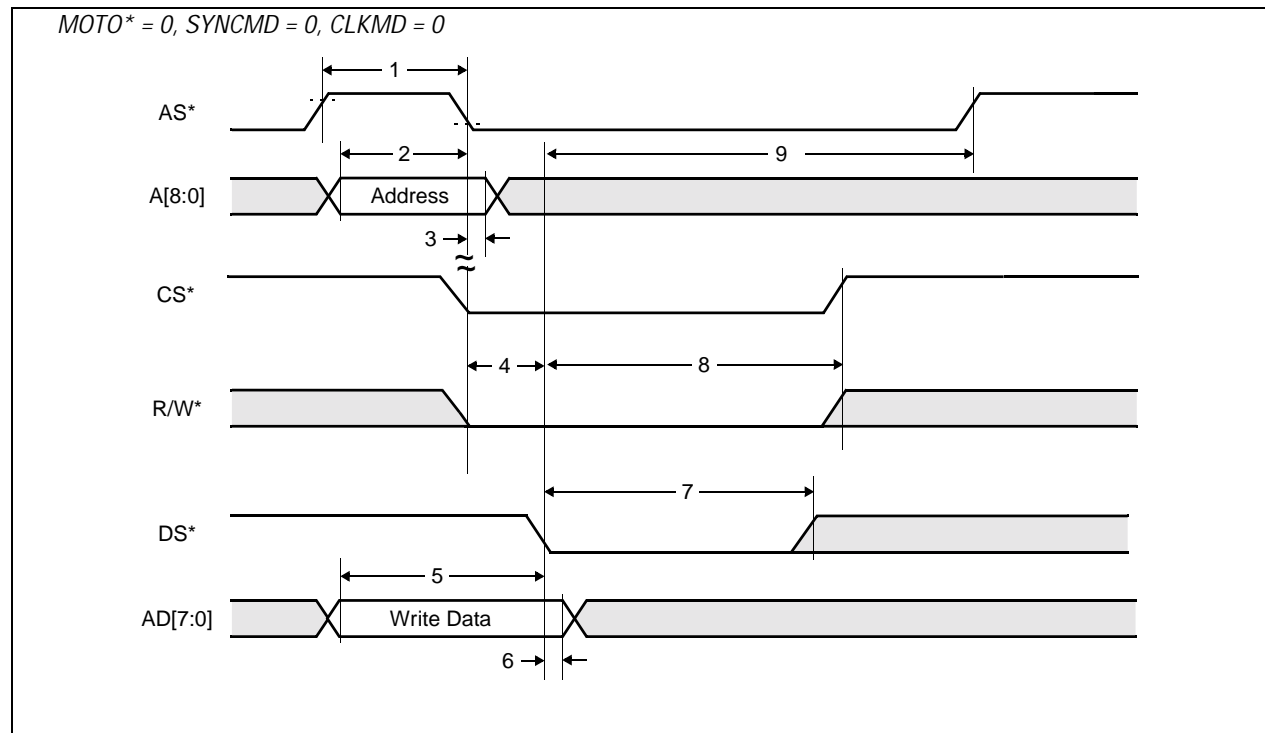 MOTO* = 0, SYNCMD = 0, CLKMD = 0
1
AS*
2
9
A[8:0]
Address
3
CS*
4
8
R/W*
7
DS*
5
AD[7:0]
Write Data
6